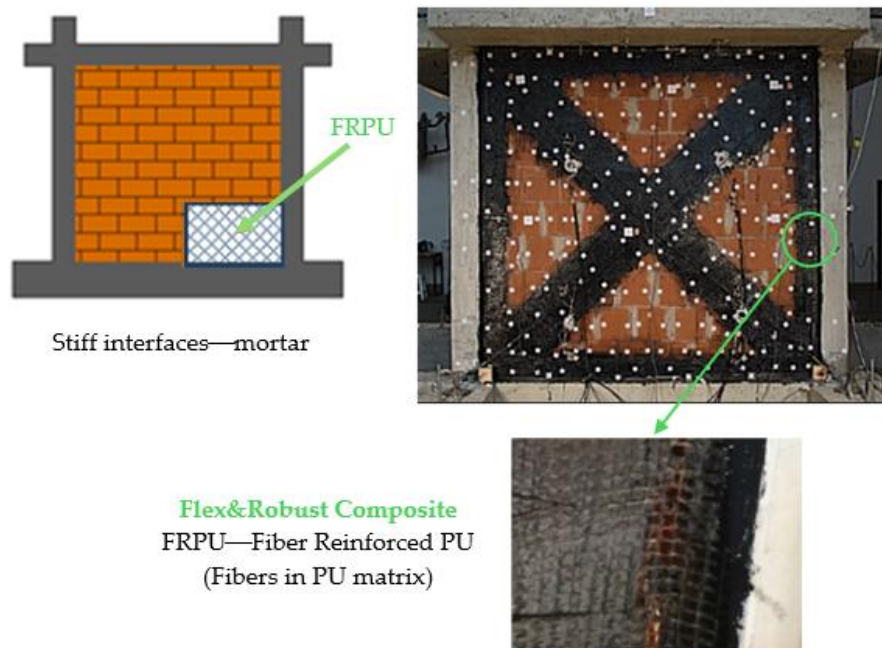 FRPU
Stiff interfaces—mortar
Flex&Robust Composite
FRPU—Fiber Reinforced PU
(Fibers in PU matrix)